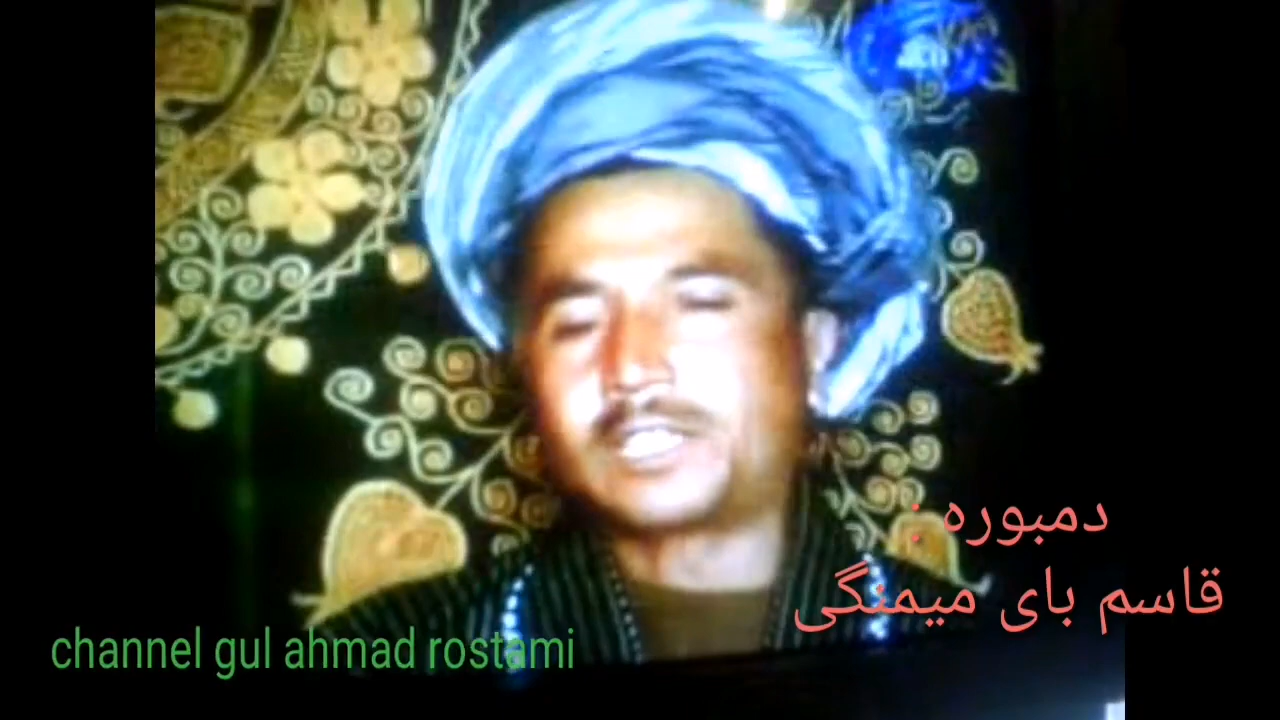 دمبوره :
قاسم بای میمنگی
channel gul ahmad rostami